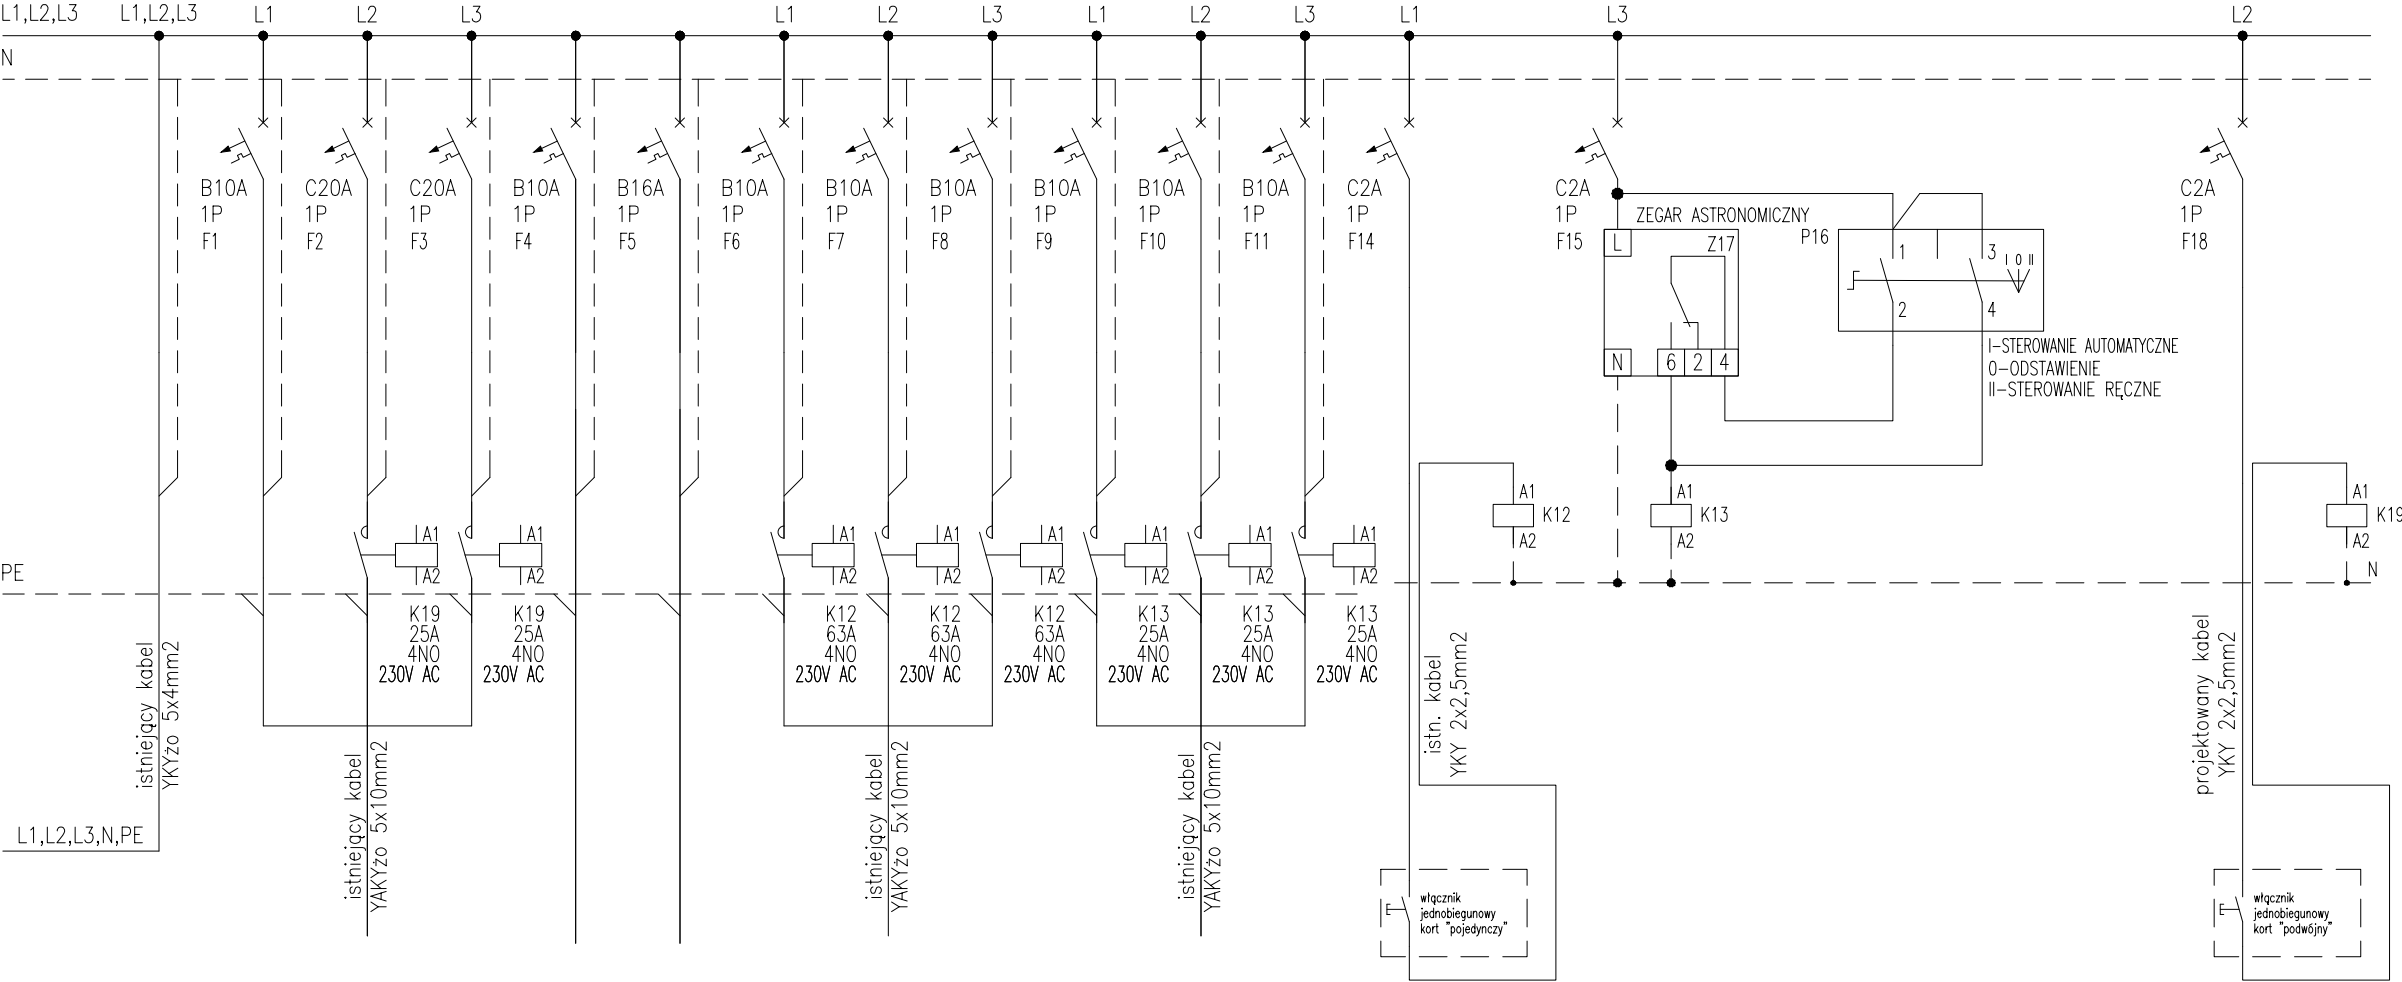 L1,L2,L3
L1,L2,L3
L1
L2
L3
L1
L2
L3
L1
L2
L3
L1
L3
L2
N
B10A
1P
F1
C20A
1P
F2
C20A
1P
F3
B10A
1P
F4
B16A
1P
F5
B10A
1P
F6
B10A
1P
F7
B10A
1P
F8
B10A
1P
F9
B10A
1P
F10
B10A
1P
F11
C2A
1P
F14
C2A
1P
F15
ZEGAR ASTRONOMICZNY
L
Z17
N
6
2
4
P16
1
3
I O II
2
4
I-STEROWANIE AUTOMATYCZNE
O-ODSTAWIENIE
II-STEROWANIE RĘCZNE
C2A
1P
F18
A1
K12
A2
A1
K13
A2
A1
K19
A2
N
PE
A1
A2
K19
25A
4NO
230V AC
A1
A2
K19
25A
4NO
230V AC
A1
A2
K12
63A
4NO
230V AC
A1
A2
K12
63A
4NO
230V AC
A1
A2
K12
63A
4NO
230V AC
A1
A2
K13
25A
4NO
230V AC
A1
A2
K13
25A
4NO
230V AC
A1
A2
K13
25A
4NO
230V AC
istniejący kabel
YKYżo 5x4mm2
L1,L2,L3,N,PE
istniejący kabel
YAKYżo 5x10mm2
istniejący kabel
YAKYżo 5x10mm2
istniejący kabel
YAKYżo 5x10mm2
istn. kabel
YKY 2x2,5mm2
projektowany kabel
YKY 2x2,5mm2
włącznik
jednobiegunowy
kort "pojedynczy"
włącznik
jednobiegunowy
kort "podwójny"